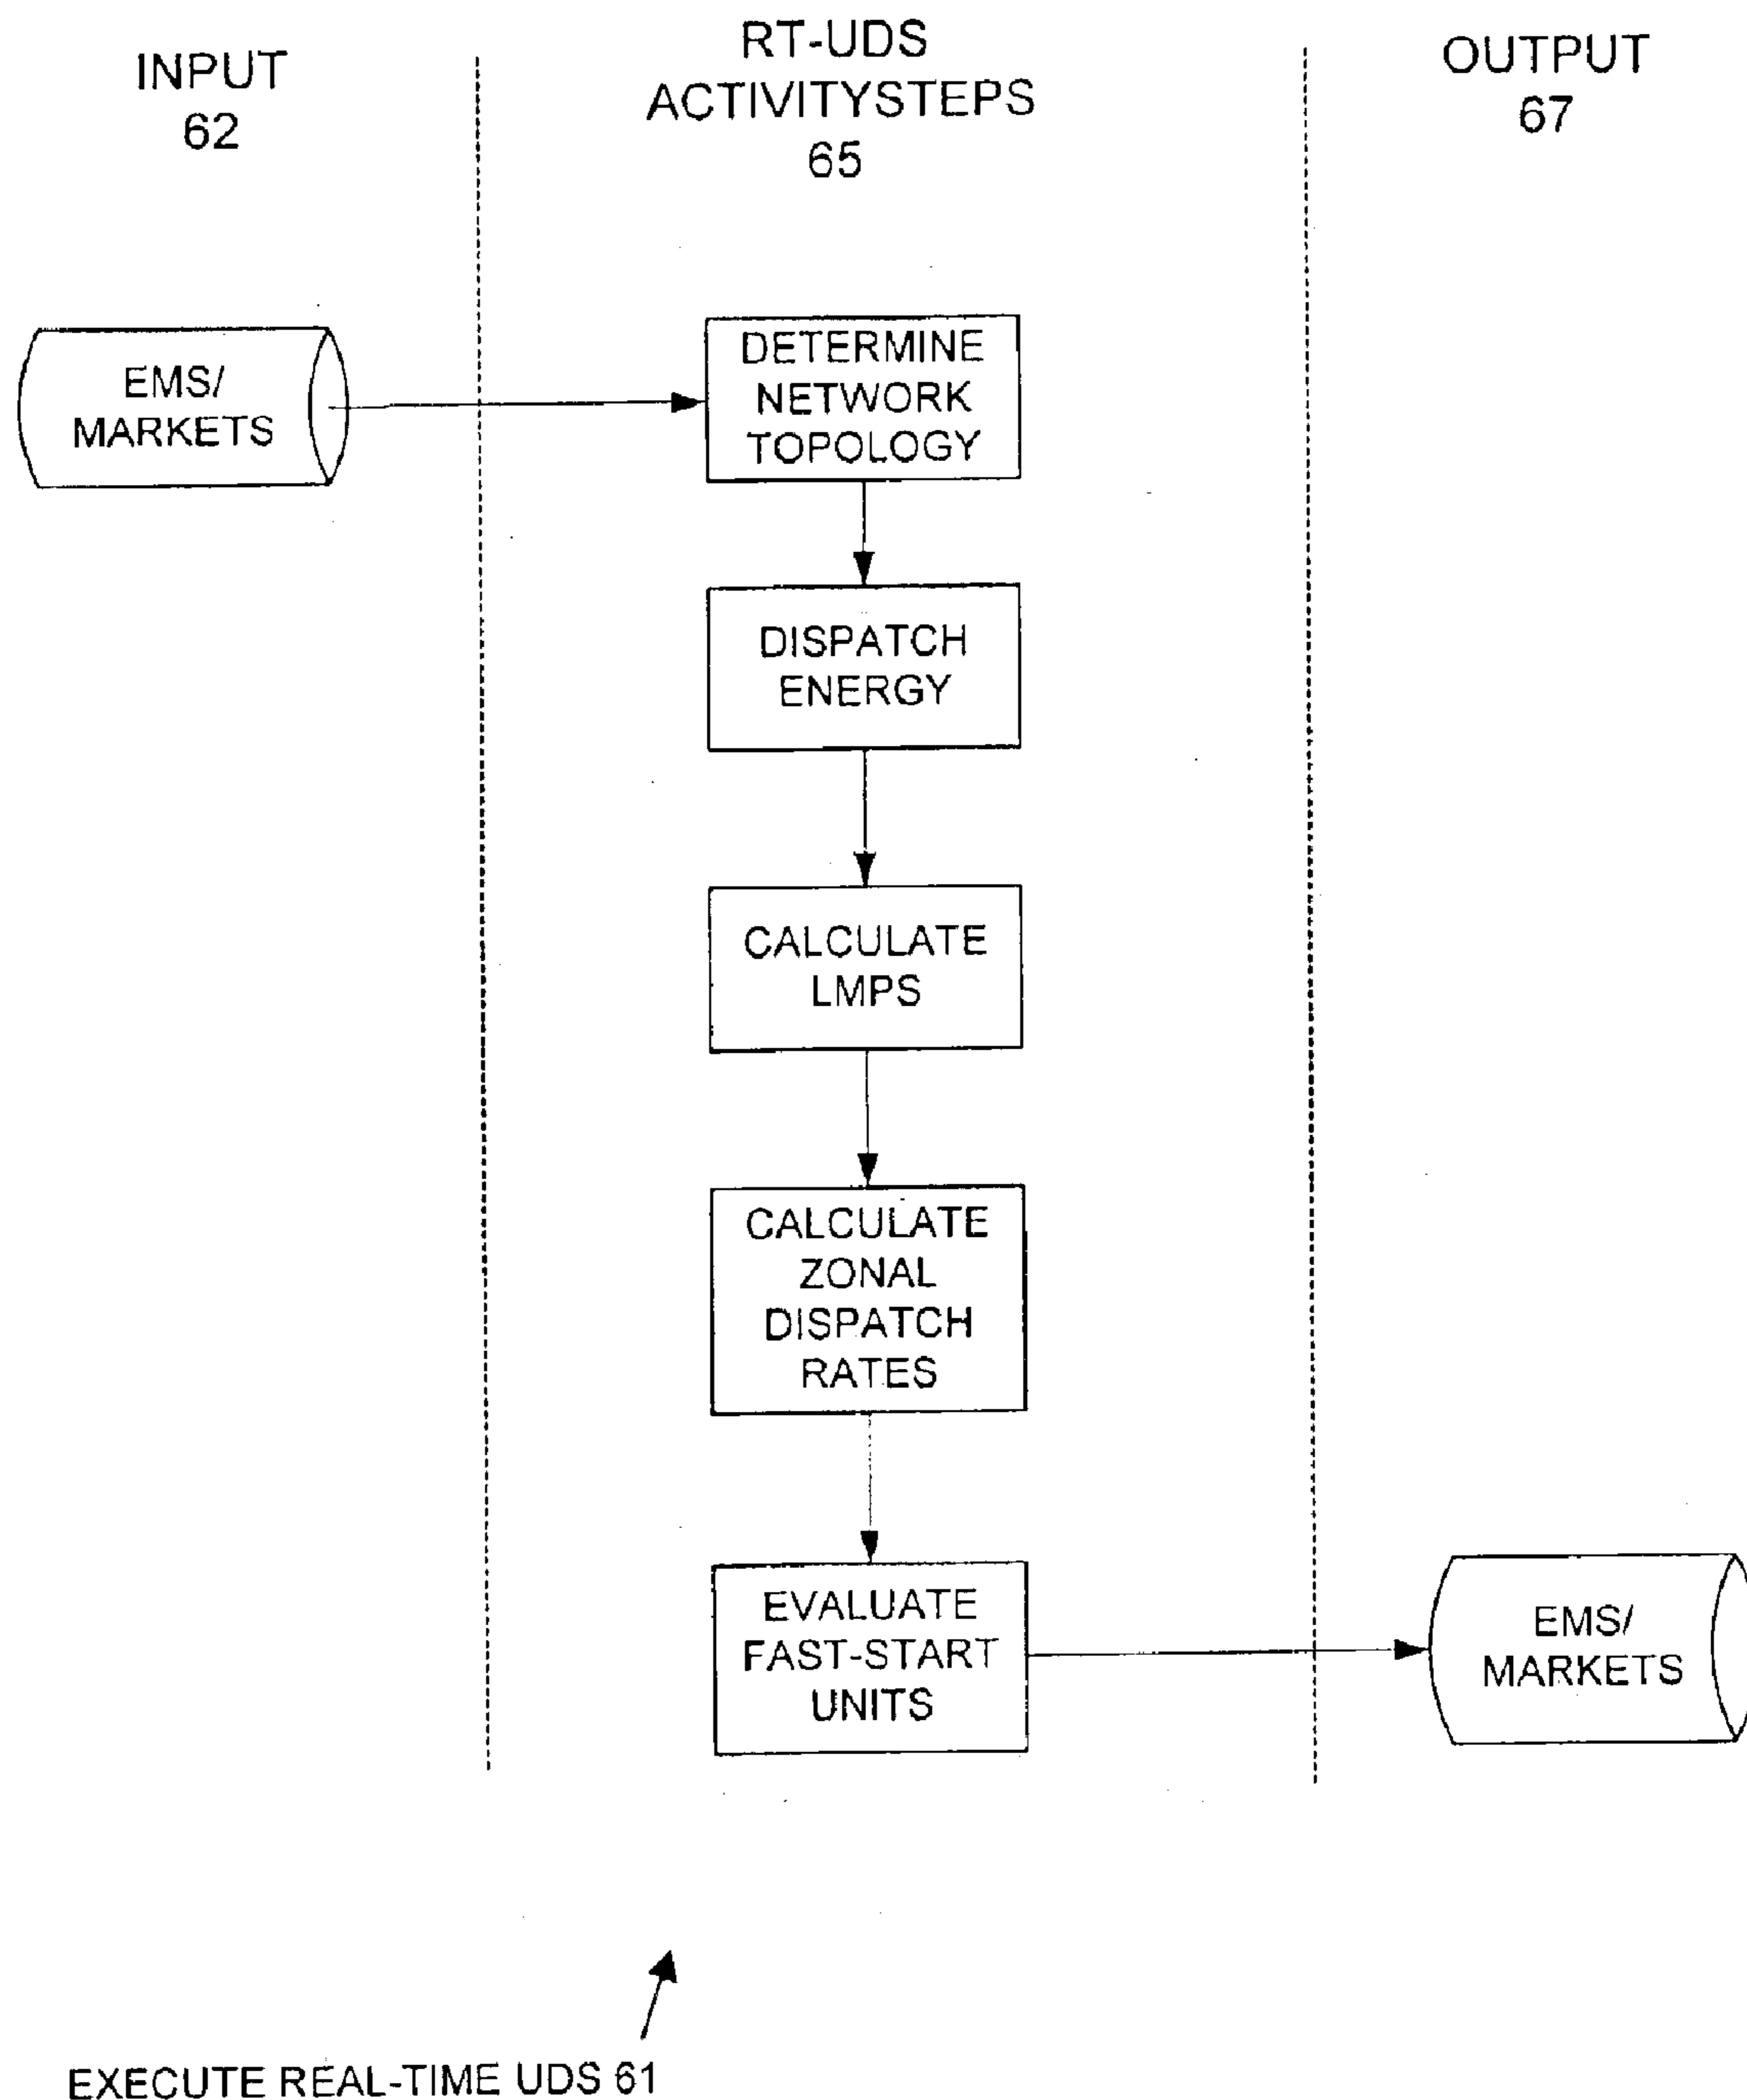 INPUT
62
RT-UDS
ACTIVITYSTEPS
65
OUTPUT
67
EMS/
MARKETS
DETERMINE
NETWORK
TOPOLOGY
DISPATCH
ENERGY
CALCULATE
LMPS
CALCULATE
ZONAL
DISPATCH
RATES
EVALUATE
FAST-START
UNITS
EMS/
MARKETS
EXECUTE REAL-TIME UDS 61